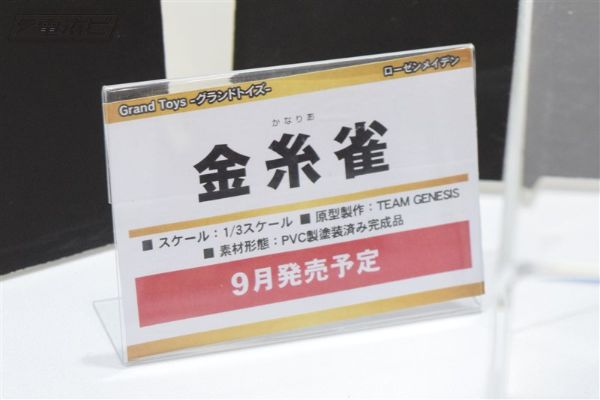 電ホビ
Grand Toys -グランドトイズ-
ローゼンメイデン
かなりあ
金糸雀
■ スケール：1/3スケール ■ 原型製作：TEAM GENESIS
■ 素材形態：PVC製塗装済み完成品
9月発売予定